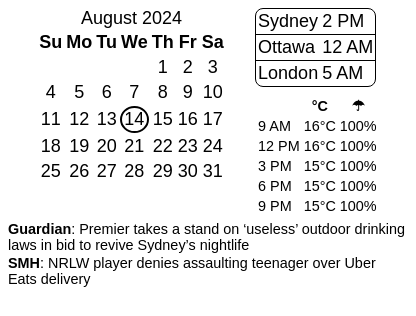 August 2024
Su Mo Tu We Th Fr Sa
1 2 3
4 5 6 7 8 9 10
11 12 13 14 15 16 17
18 19 20 21 22 23 24
25 26 27 28 29 30 31
Sydney 2 PM
Ottawa 12 AM
London 5 AM
°C ☂
9 AM 16°C 100%
12 PM 16°C 100%
3 PM 15°C 100%
6 PM 15°C 100%
9 PM 15°C 100%
Guardian: Premier takes a stand on ‘useless’ outdoor drinking
laws in bid to revive Sydney’s nightlife
SMH: NRLW player denies assaulting teenager over Uber
Eats delivery